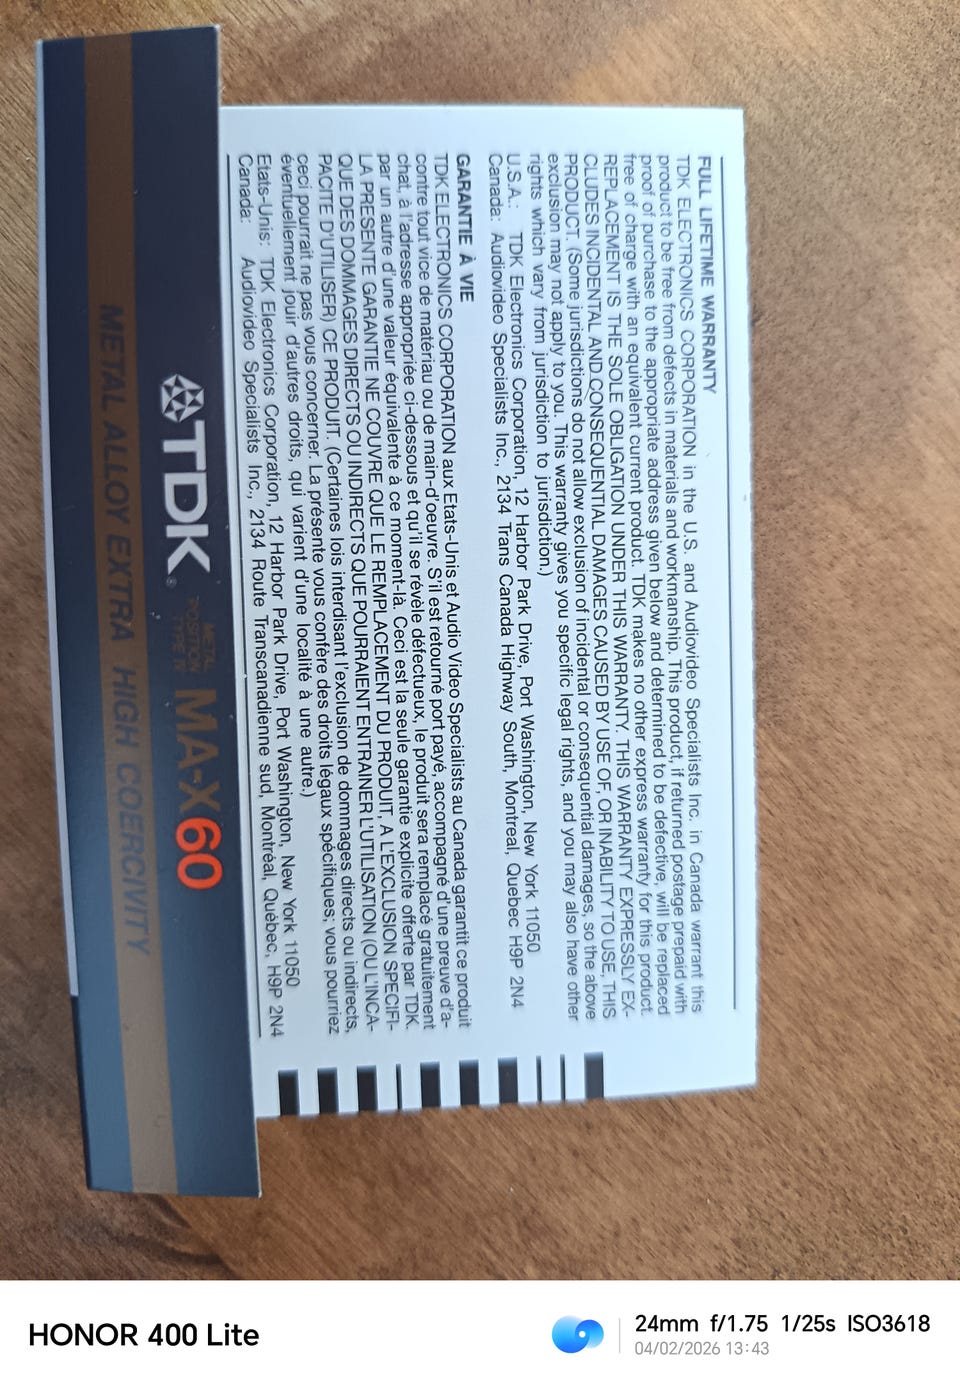 FULL LIFETIME WARRANTY
TDK ELECTRONICS CORPORATION in the U.S. and Audiovideo Specialists Inc. in Canada warrant this
product to be free from defects in materials and workmanship. This product, if returned postage prepaid with
proof of purchase to the appropriate address given below and determined to be defective, will be replaced
free of charge with an equivalent current product. TDK makes no other express warranty for this product.
REPLACEMENT IS THE SOLE OBLIGATION UNDER THIS WARRANTY. THIS WARRANTY EXPRESSLY EX-
CLUDES INCIDENTAL AND CONSEQUENTIAL DAMAGES CAUSED BY USE OF, OR INABILITY TO USE, THIS
PRODUCT. (Some jurisdictions do not allow exclusion of incidental or consequential damages, so the above
exclusion may not apply to you. This warranty gives you specific legal rights, and you may also have other
rights which vary from jurisdiction to jurisdiction.)
U.S.A.: TDK Electronics Corporation, 12 Harbor Park Drive, Port Washington, New York 11050
Canada: Audiovideo Specialists Inc., 2134 Trans Canada Highway South, Montreal, Quebec H9P 2N4
GARANTIE À VIE
TDK ELECTRONICS CORPORATION aux Etats-Unis et Audio Video Specialists au Canada garantit ce produit
contre tout vice de matériau ou de main-d'oeuvre. S'il est retourné port payé, accompagné d'une preuve d'a-
chat, à l'adresse appropriée ci-dessous et qu'il se révèle défectueux, le produit sera remplacé gratuitement
par un autre d'une valeur équivalente à ce moment-là. Ceci est la seule garantie explicite offerte par TDK.
LA PRESENTE GARANTIE NE COUVRE QUE LE REMPLACEMENT DU PRODUIT, A L'EXCLUSION SPECIFI-
QUE DES DOMMAGES DIRECTS OU INDIRECTS QUE POURRAIENT ENTRAINER L'UTILISATION (OU L'INCA-
PACITE D'UTILISER) CE PRODUIT. (Certaines lois interdisant l'exclusion de dommages directs ou indirects,
ceci pourrait ne pas vous concerner. La présente vous confère des droits légaux spécifiques; vous pourriez
éventuellement jouir d'autres droits, qui varient d'une localité à une autre.)
Etats-Unis: TDK Electronics Corporation, 12 Harbor Park Drive, Port Washington, New York 11050
Canada: Audiovideo Specialists Inc., 2134 Route Transcanadienne sud, Montréal, Québec, H9P 2N4
TDK®
METAL
POSITION
TYPE IV
MA-X60
METAL ALLOY EXTRA HIGH COERCIVITY
HONOR 400 Lite
24mm f/1.75 1/25s ISO3618
04/02/2026 13:43